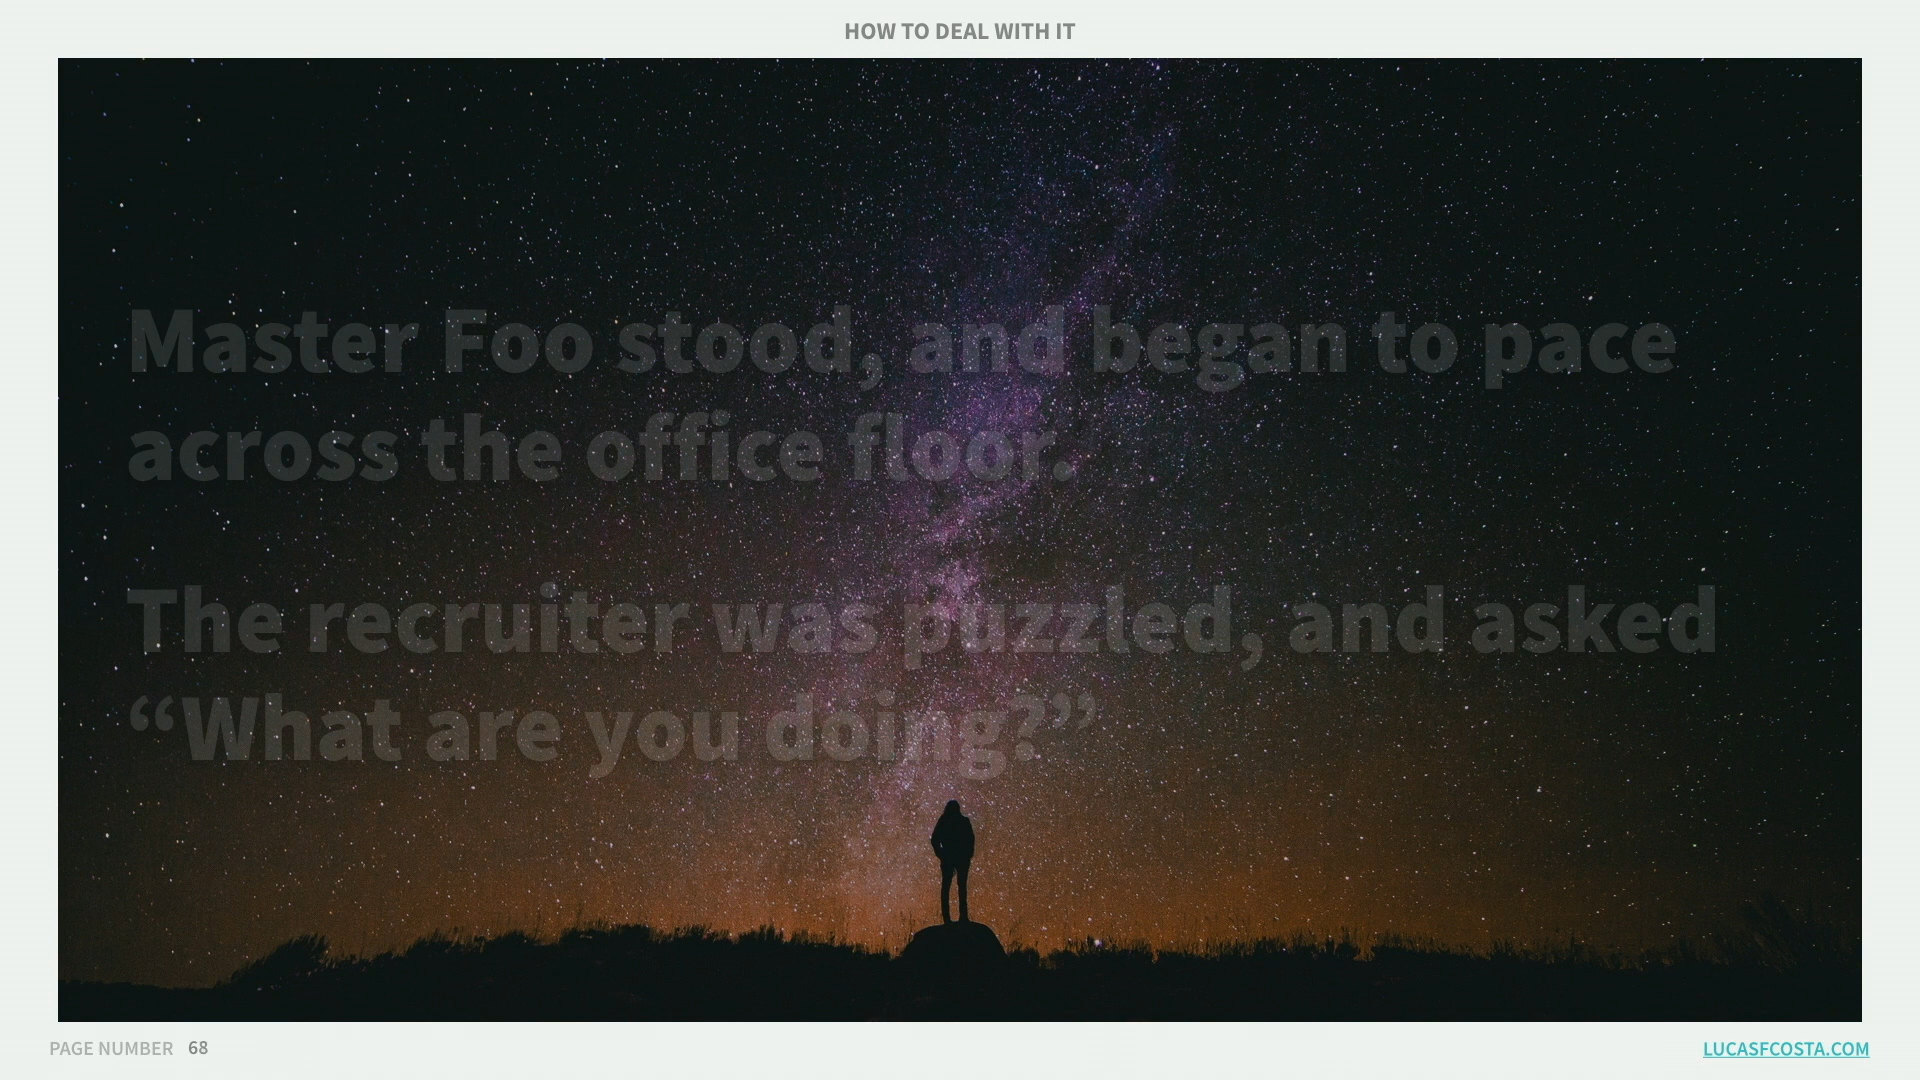 HOW TO DEAL WITH IT
Master Foo stood, and began to pace
across the office floor.
The recruiter was puzzled, and asked
“What are you doing?”
PAGE NUMBER 68
LUCASFCOSTA.COM